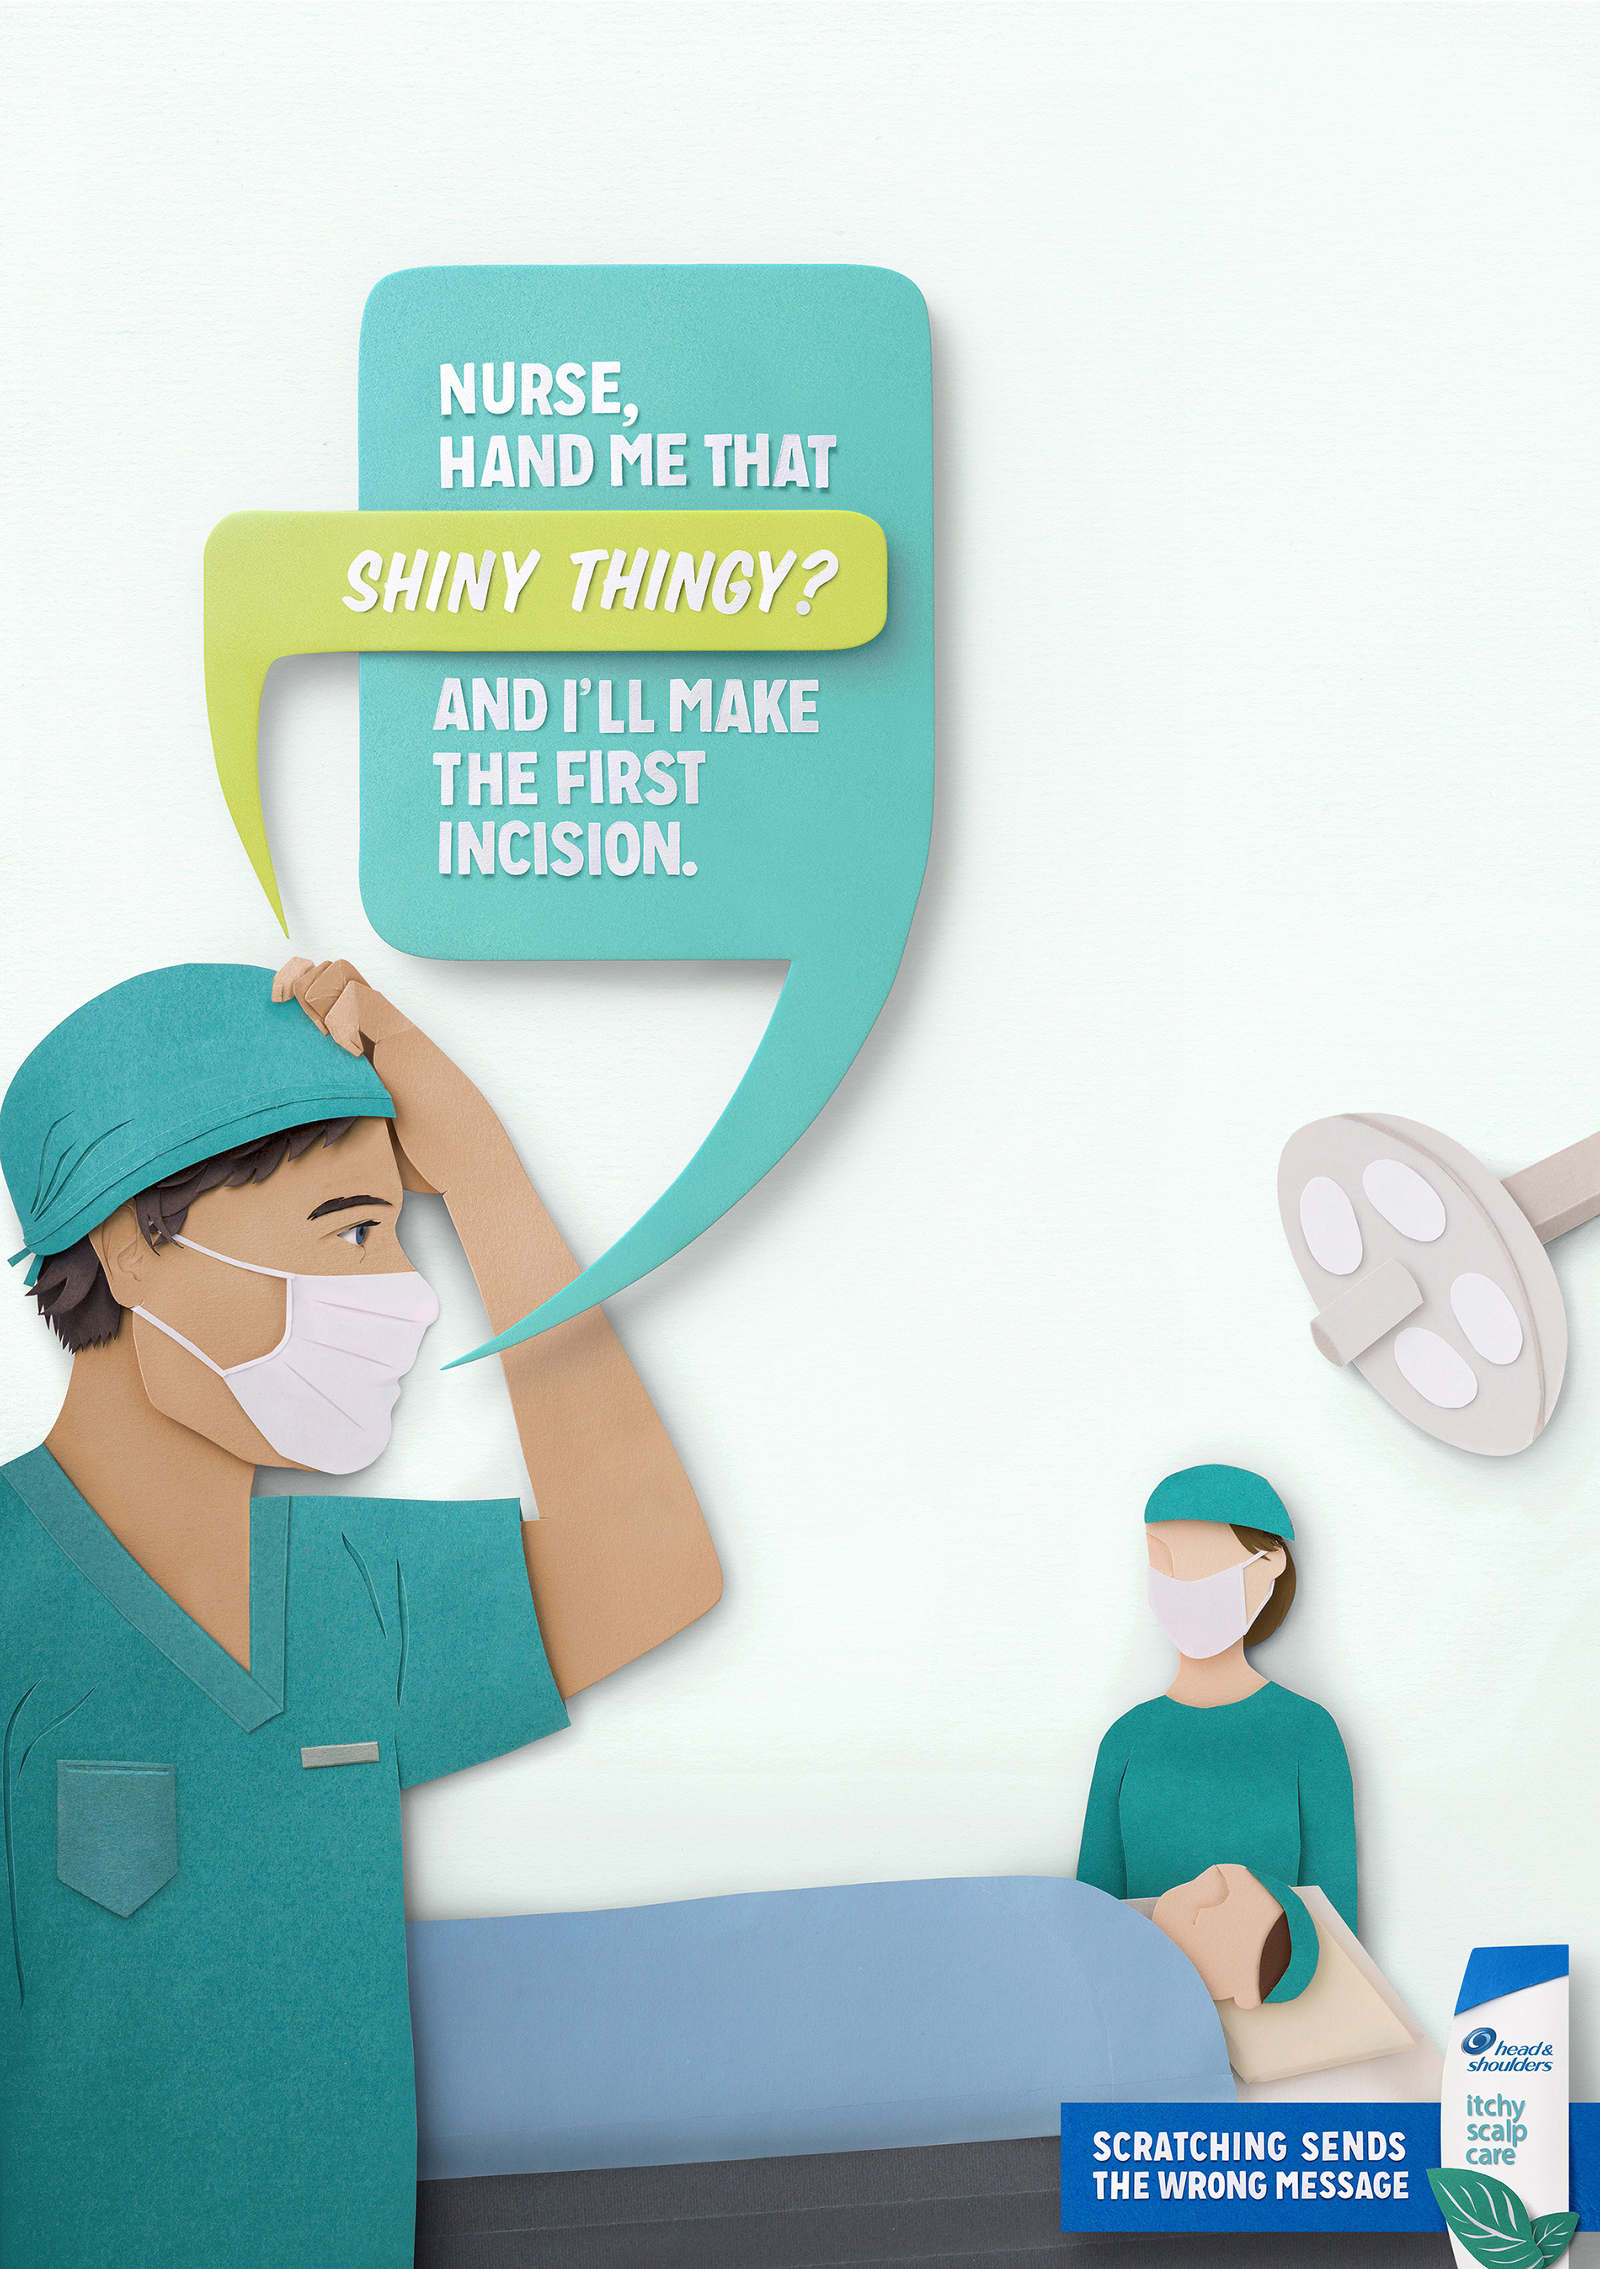 NURSE,
HAND ME THAT
SHINY THINGY?
AND I'LL MAKE
THE FIRST
INCISION.
head &
shoulders
itchy
scalp
care
SCRATCHING SENDS
THE WRONG MESSAGE